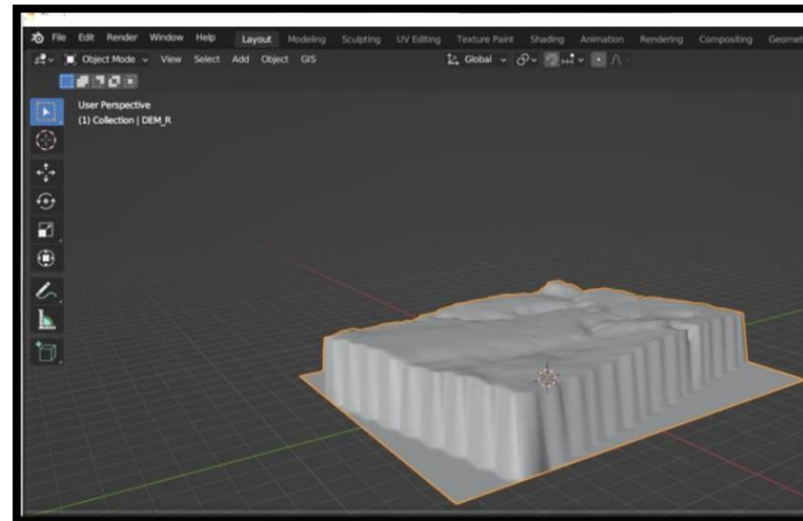 File Edit Render Window Help Layout Modeling Sculpting UV Editing Texture Paint Shading Animation Rendering Compositing Geomet
Object Mode View Select Add Object GIS Global
User Perspective
(1) Collection | DEM_R